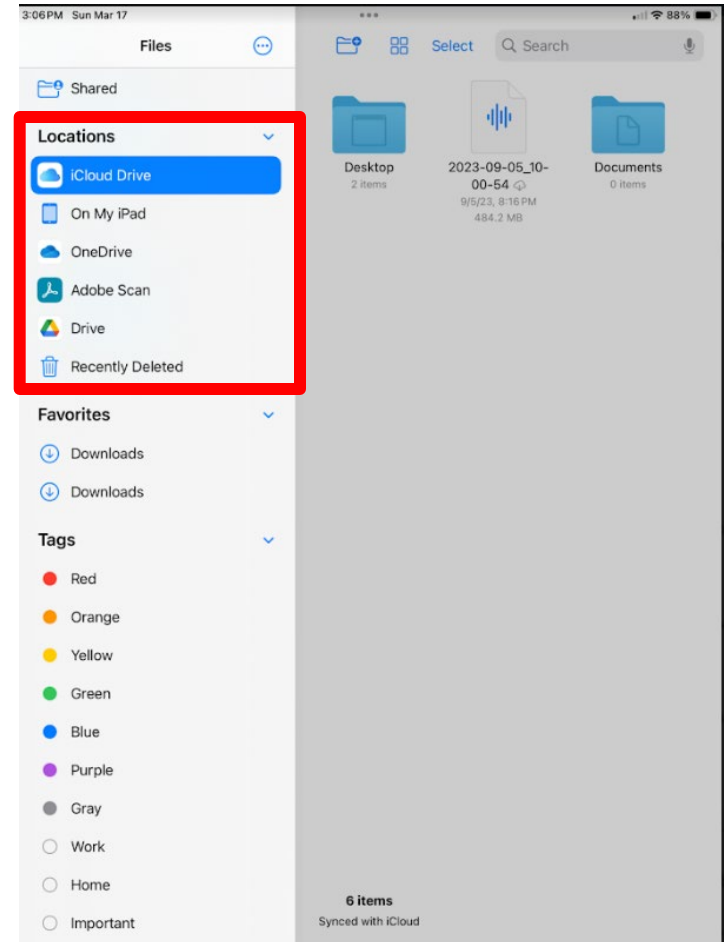 3:06 PM Sun Mar 17
88%
Files
Select
Search
Shared
Locations
iCloud Drive
On My iPad
OneDrive
Adobe Scan
Drive
Recently Deleted
Favorites
Downloads
Downloads
Tags
Red
Orange
Yellow
Green
Blue
Purple
Gray
Work
Home
Important
Desktop
2 items
2023-09-05_10-
00-54
9/5/23, 8:16 PM
484.2 MB
Documents
0 items
6 items
Synced with iCloud